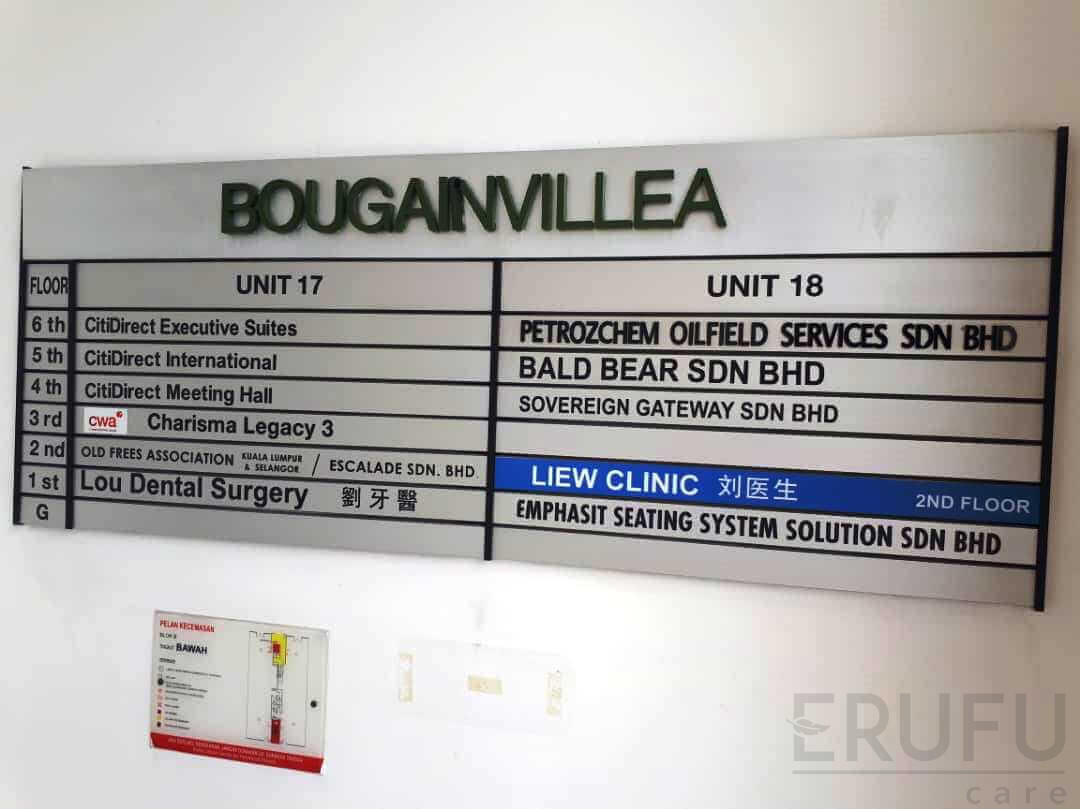 BOUGAINVILLEA
FLOOR UNIT 17 UNIT 18
6 th CitiDirect Executive Suites PETROZCHEM OILFIELD SERVICES SDN BHD
5 th CitiDirect International BALD BEAR SDN BHD
4 th CitiDirect Meeting Hall SOVEREIGN GATEWAY SDN BHD
3 rd cwa Charisma Legacy 3
2 nd OLD FREES ASSOCIATION KUALA LUMPUR & SELANGOR / ESCALADE SDN. BHD. LIEW CLINIC 刘医生 2ND FLOOR
1 st Lou Dental Surgery 劉牙醫 EMPHASIT SEATING SYSTEM SOLUTION SDN BHD
G
PELAN KECEMASAN
BLOK B
BAWAH
ERUFU
care